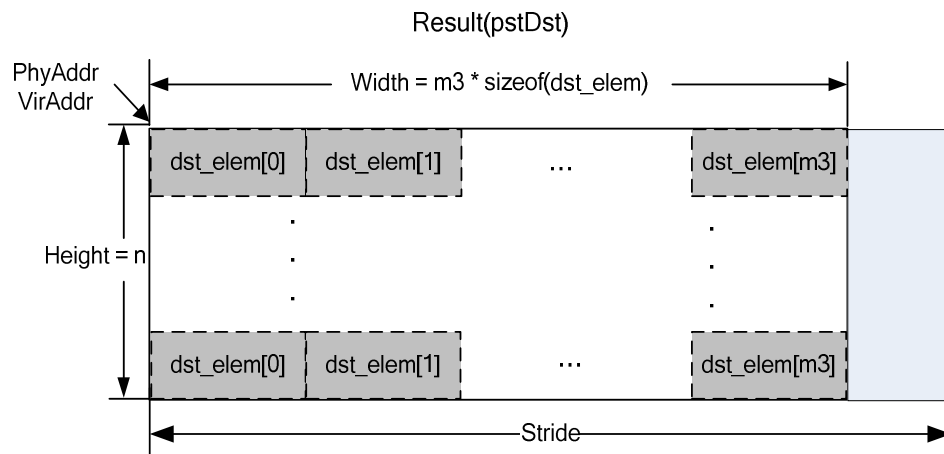 Result(pstDst)
PhyAddr
VirAddr
Width = m3 * sizeof(dst_elem)
dst_elem[0] dst_elem[1] ... dst_elem[m3]
Height = n
dst_elem[0] dst_elem[1] ... dst_elem[m3]
Stride